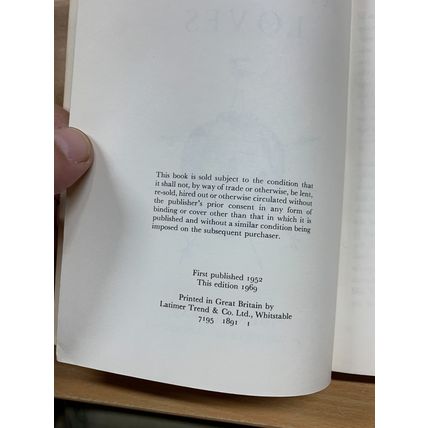 LOVES
This book is sold subject to the condition that
it shall not, by way of trade or otherwise, be lent,
re-sold, hired out or otherwise circulated without
the publisher's prior consent in any form of
binding or cover other than that in which it is
published and without a similar condition being
imposed on the subsequent purchaser.
First published 1952
This edition 1969
Printed in Great Britain by
Latimer Trend & Co. Ltd., Whitstable
7195 1891 1